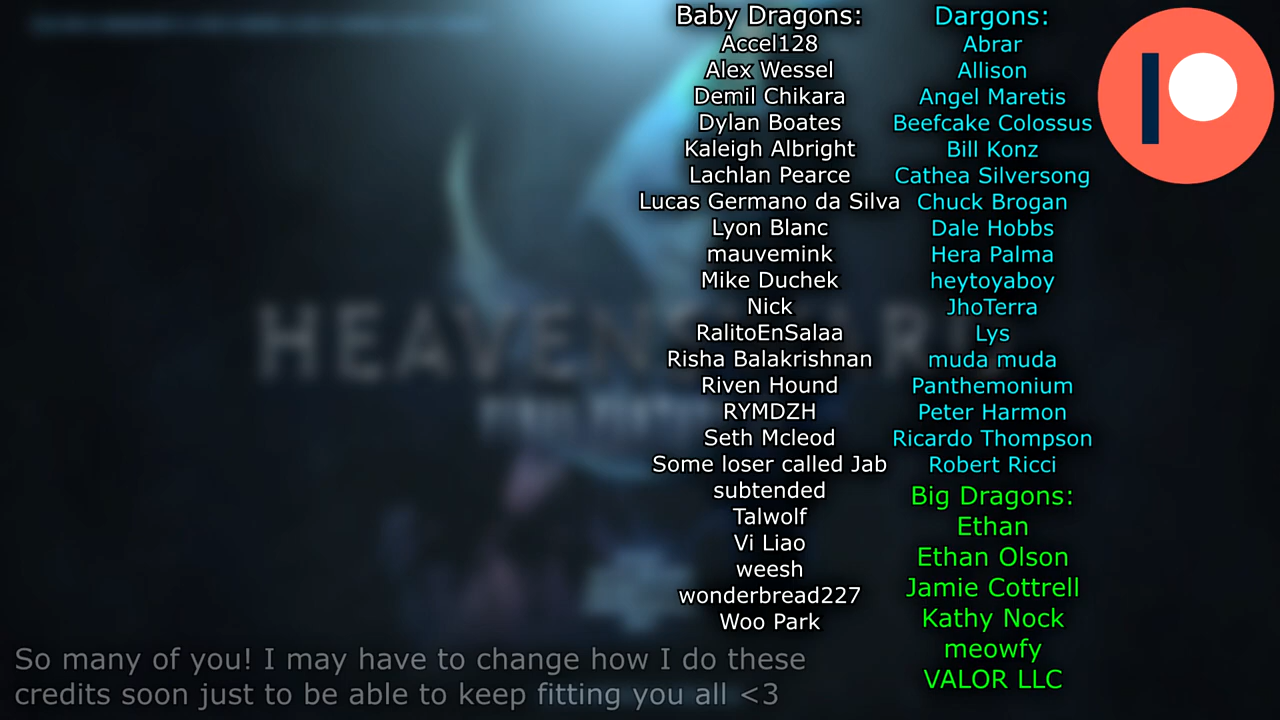 Baby Dragons:
Accel128
Alex Wessel
Demil Chikara
Dylan Boates
Kaleigh Albright
Lachlan Pearce
Lucas Germano da Silva
Lyon Blanc
mauvemink
Mike Duchek
Nick
RalitoEnSalaa
Risha Balakrishnan
Riven Hound
RYMDZH
Seth Mcleod
Some loser called Jab
subtended
Talwolf
Vi Liao
weesh
wonderbread227
Woo Park
Dargons:
Abrar
Allison
Angel Maretis
Beefcake Colossus
Bill Konz
Cathea Silversong
Chuck Brogan
Dale Hobbs
Hera Palma
heytoyaboy
JhoTerra
Lys
muda muda
Panthemonium
Peter Harmon
Ricardo Thompson
Robert Ricci
Big Dragons:
Ethan
Ethan Olson
Jamie Cottrell
Kathy Nock
meowfy
VALOR LLC
So many of you! I may have to change how I do these
credits soon just to be able to keep fitting you all <3